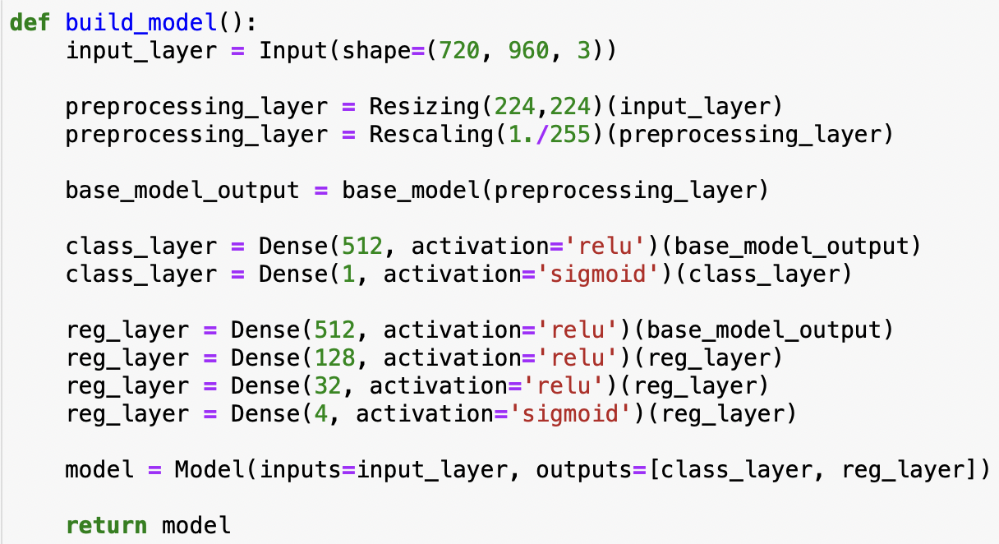 def build_model():
    input_layer = Input(shape=(720, 960, 3))
    preprocessing_layer = Resizing(224,224)(input_layer)
    preprocessing_layer = Rescaling(1./255)(preprocessing_layer)
    base_model_output = base_model(preprocessing_layer)
    class_layer = Dense(512, activation='relu')(base_model_output)
    class_layer = Dense(1, activation='sigmoid')(class_layer)
    reg_layer = Dense(512, activation='relu')(base_model_output)
    reg_layer = Dense(128, activation='relu')(reg_layer)
    reg_layer = Dense(32, activation='relu')(reg_layer)
    reg_layer = Dense(4, activation='sigmoid')(reg_layer)
    model = Model(inputs=input_layer, outputs=[class_layer, reg_layer])
    return model